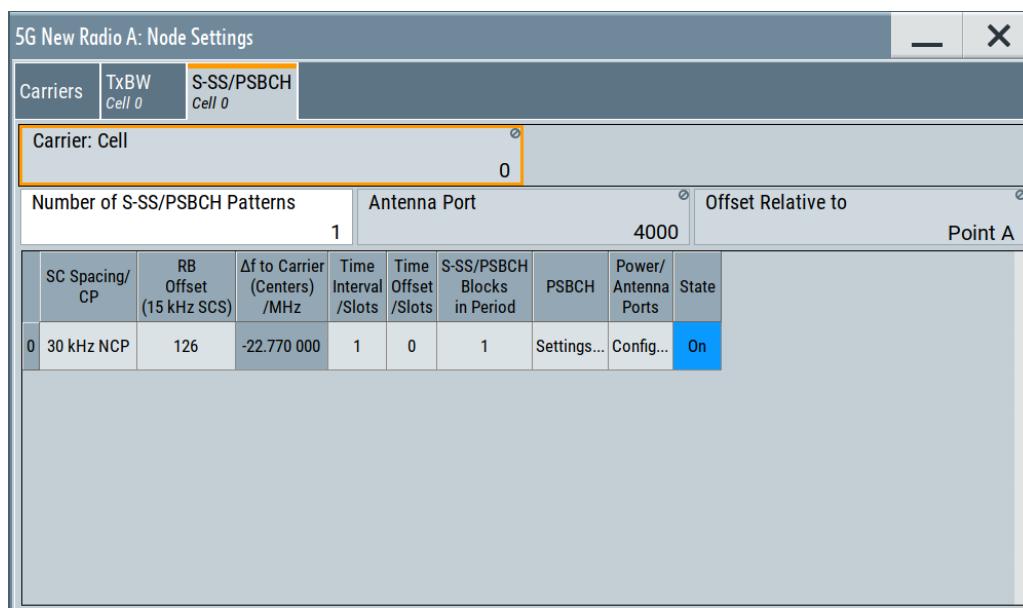 5G New Radio A: Node Settings
Carriers
TxBW
Cell 0
S-SS/PSBCH
Cell 0
Carrier: Cell
0
Number of S-SS/PSBCH Patterns
1
Antenna Port
4000
Offset Relative to
Point A
SC Spacing/
CP
RB
Offset
(15 kHz SCS)
Δf to Carrier
(Centers)
/MHz
Time
Interval
/Slots
Time
Offset
/Slots
S-SS/PSBCH
Blocks
in Period
PSBCH
Power/
Antenna
Ports
State
0 30 kHz NCP 126 -22.770 000 1 0 1 Settings... Config... On